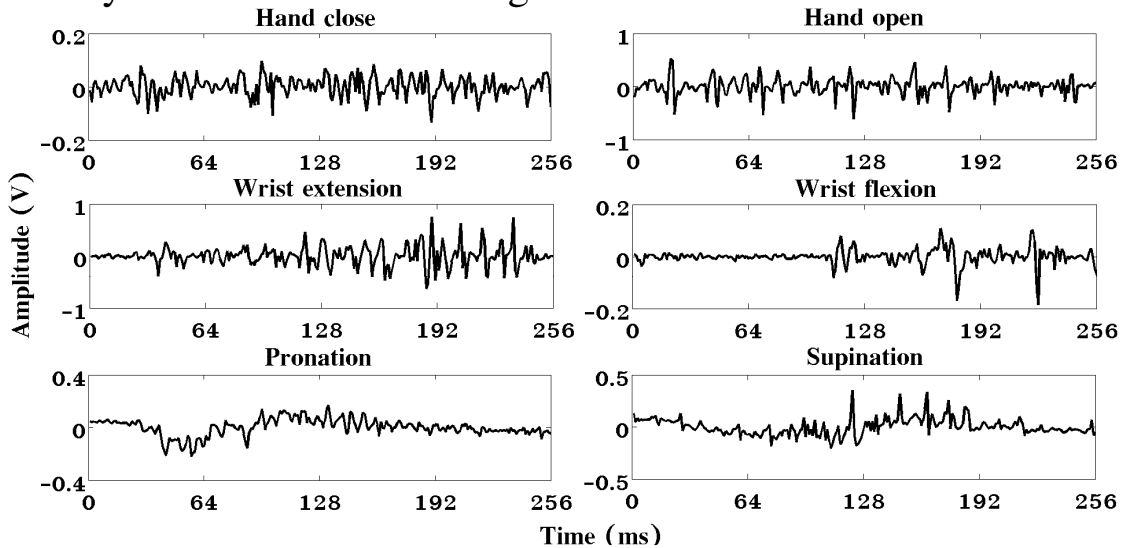 Hand close
Hand open
0.2
0
-0.2
0 64 128 192 256
1
0
-1
0 64 128 192 256
Wrist extension
Wrist flexion
1
0
-1
0 64 128 192 256
0.2
0
-0.2
0 64 128 192 256
Pronation
Supination
0.4
0
-0.4
0 64 128 192 256
0.5
0
-0.5
0 64 128 192 256
Amplitude (V)
Time (ms)